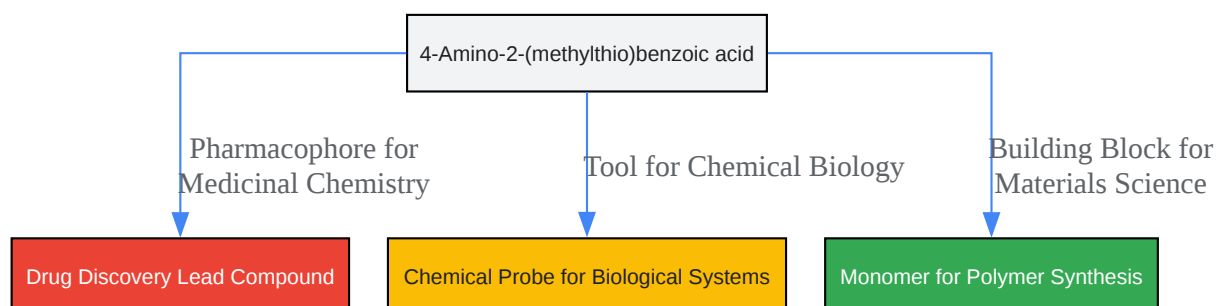 4-Amino-2-(methylthio)benzoic acid
Pharmacophore for
Medicinal Chemistry
Tool for Chemical Biology
Building Block for
Materials Science
Drug Discovery Lead Compound
Chemical Probe for Biological Systems
Monomer for Polymer Synthesis